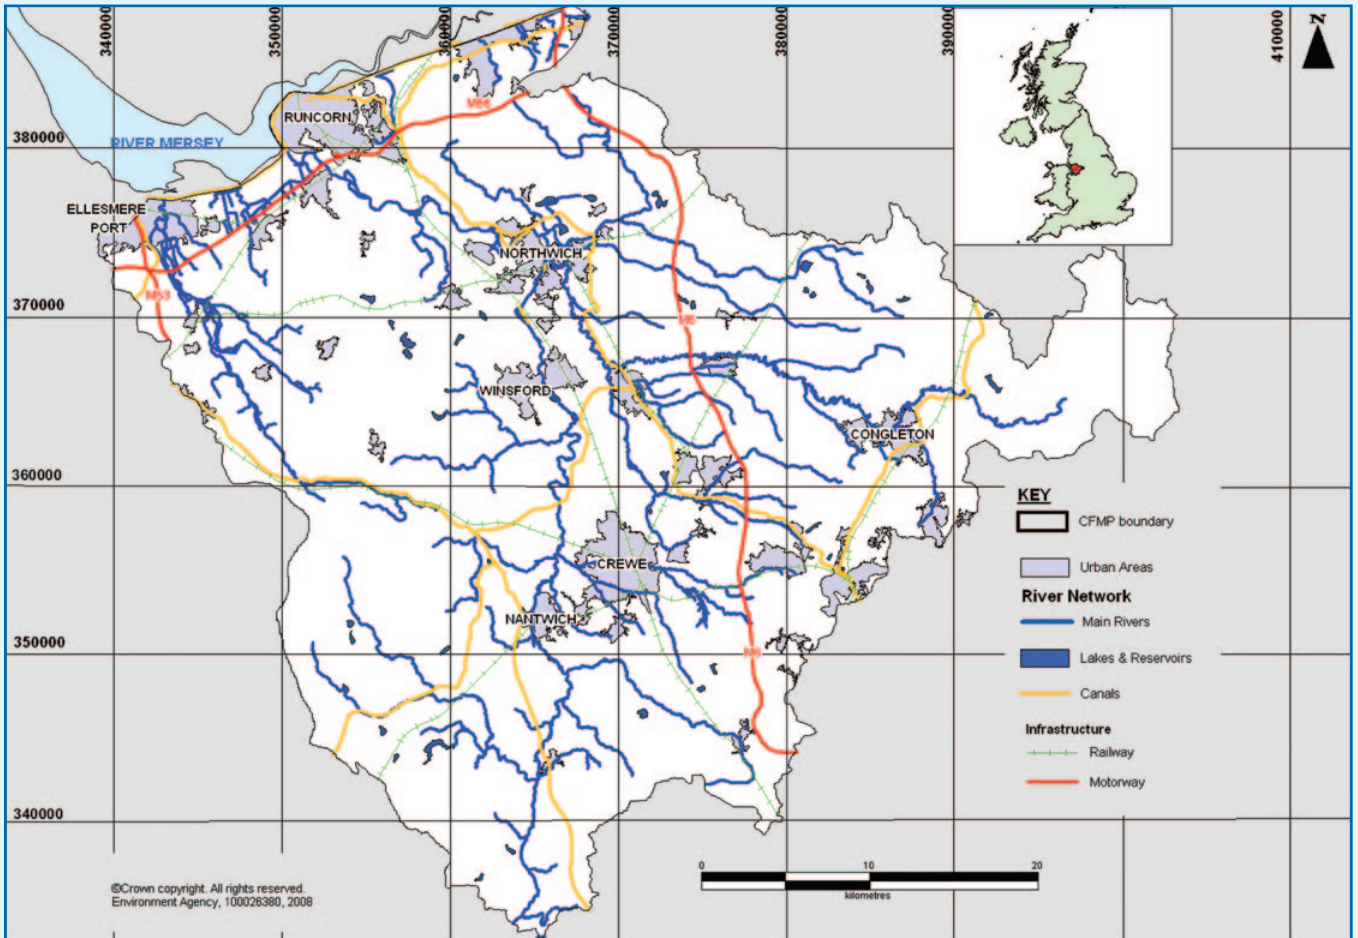 340000
350000
360000
370000
380000
390000
410000
N
380000
RUNCORN
M56
RIVER MERSEY
ELLESMERE
PORT
NORTHWICH
370000
M53
M6
WINSFORD
CONGLETON
360000
KEY
CFMP boundary
CREWE
Urban Areas
River Network
NANTWICH
Main Rivers
350000
M6
Lakes & Reservoirs
Canals
Infrastructure
Railway
Motorway
340000
0 10 20
kilometres
©Crown copyright. All rights reserved.
Environment Agency, 100026380, 2008